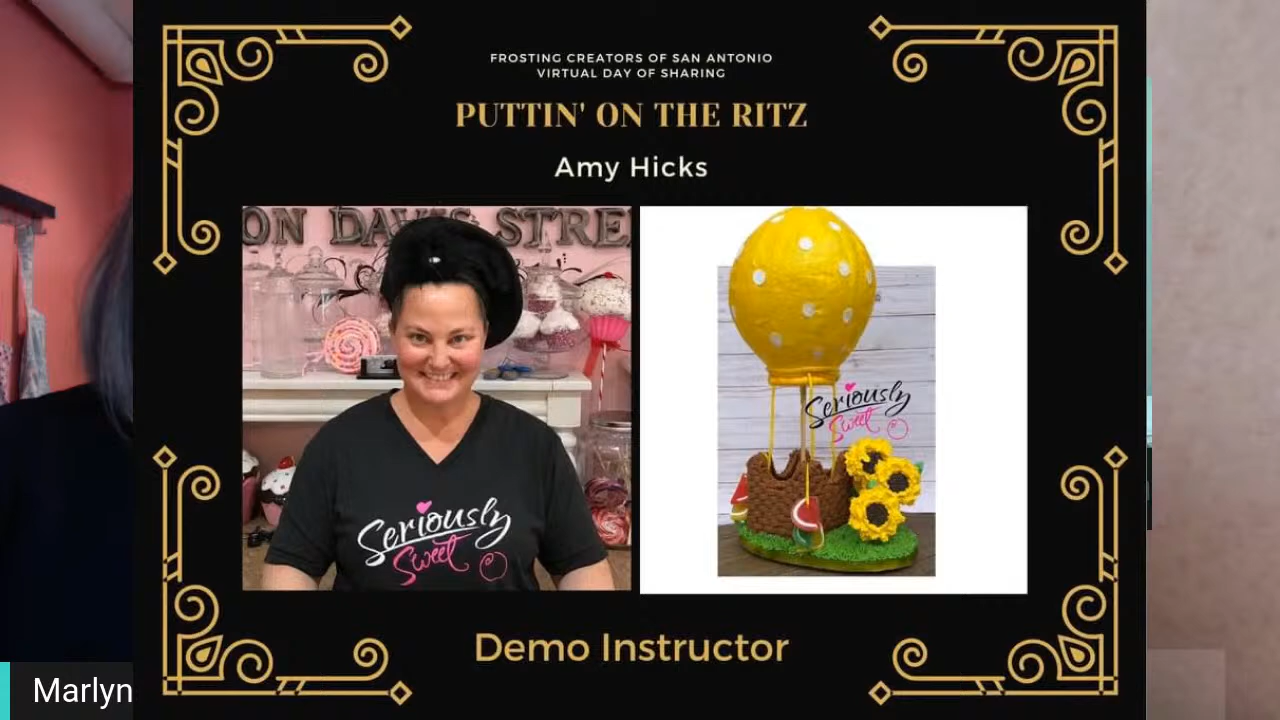 FROSTING CREATORS OF SAN ANTONIO
VIRTUAL DAY OF SHARING
PUTTIN' ON THE RITZ
Amy Hicks
ON DAVIS STRE
Seriously
Sweet
Seriously
Sweet
Demo Instructor
Marlyn